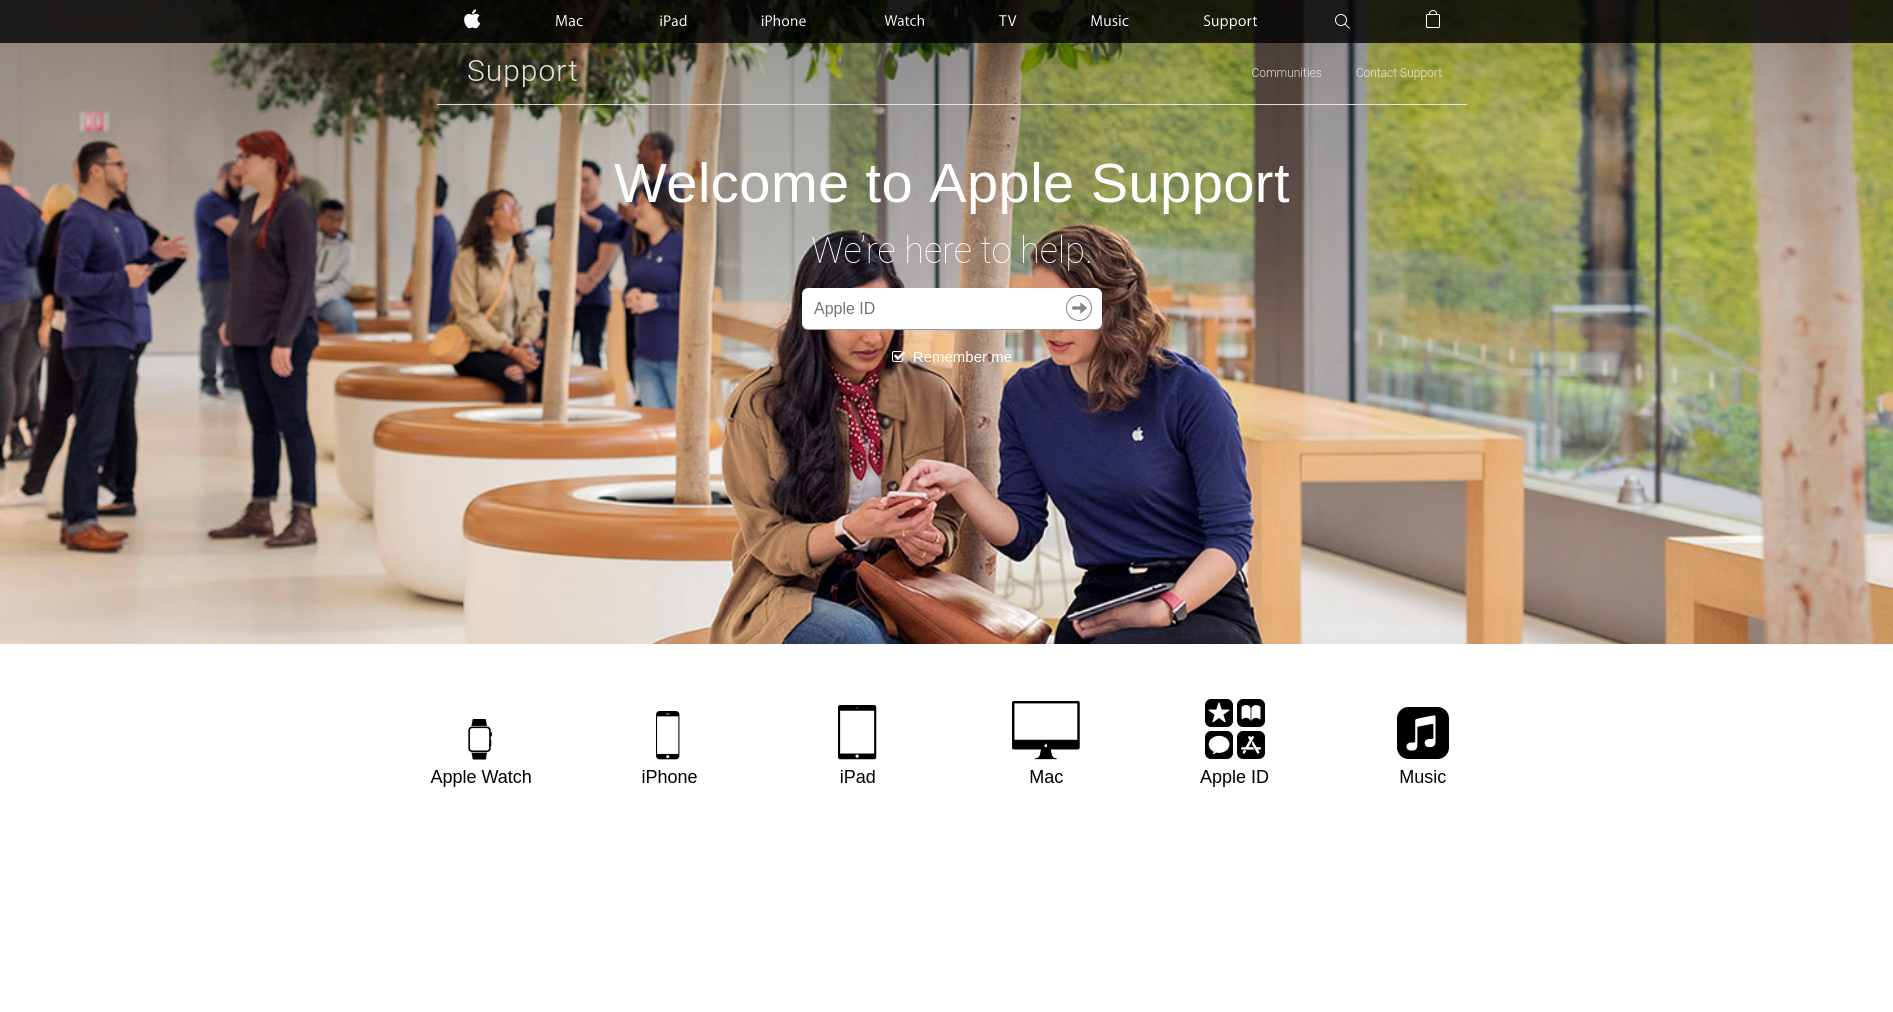 Mac iPad iPhone Watch TV Music Support
Support
Communities Contact Support
Welcome to Apple Support
We're here to help.
Apple ID
Remember me
Apple Watch iPhone iPad Mac Apple ID Music